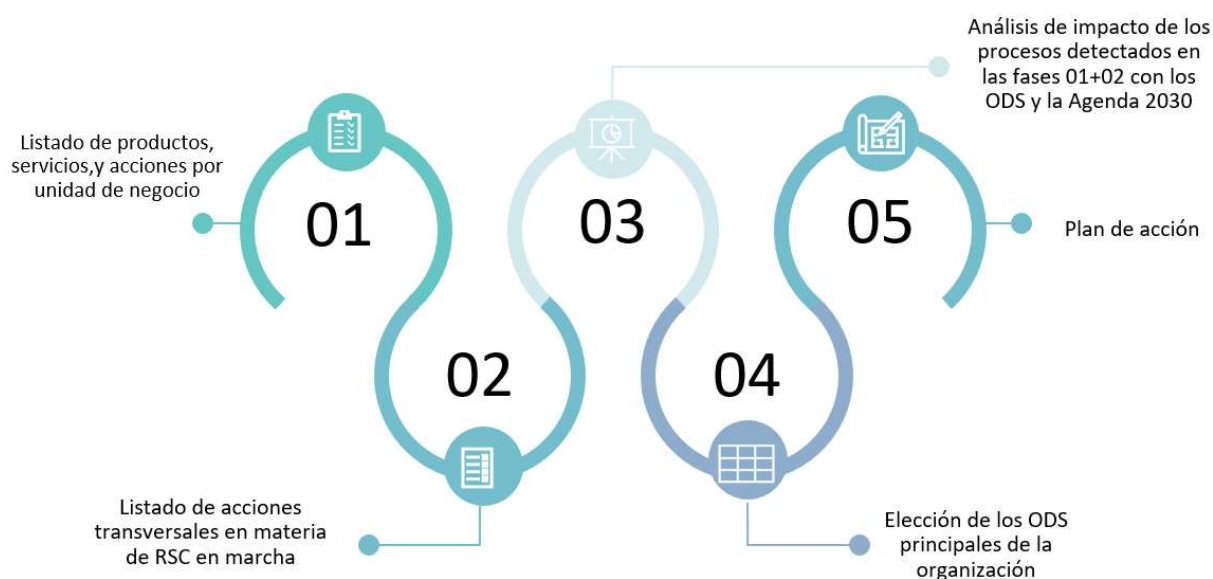 01
Listado de productos,
servicios,y acciones por
unidad de negocio
02
Listado de acciones
transversales en materia
de RSC en marcha
03
Análisis de impacto de los
procesos detectados en
las fases 01+02 con los
ODS y la Agenda 2030
04
Elección de los ODS
principales de la
organización
05
Plan de acción